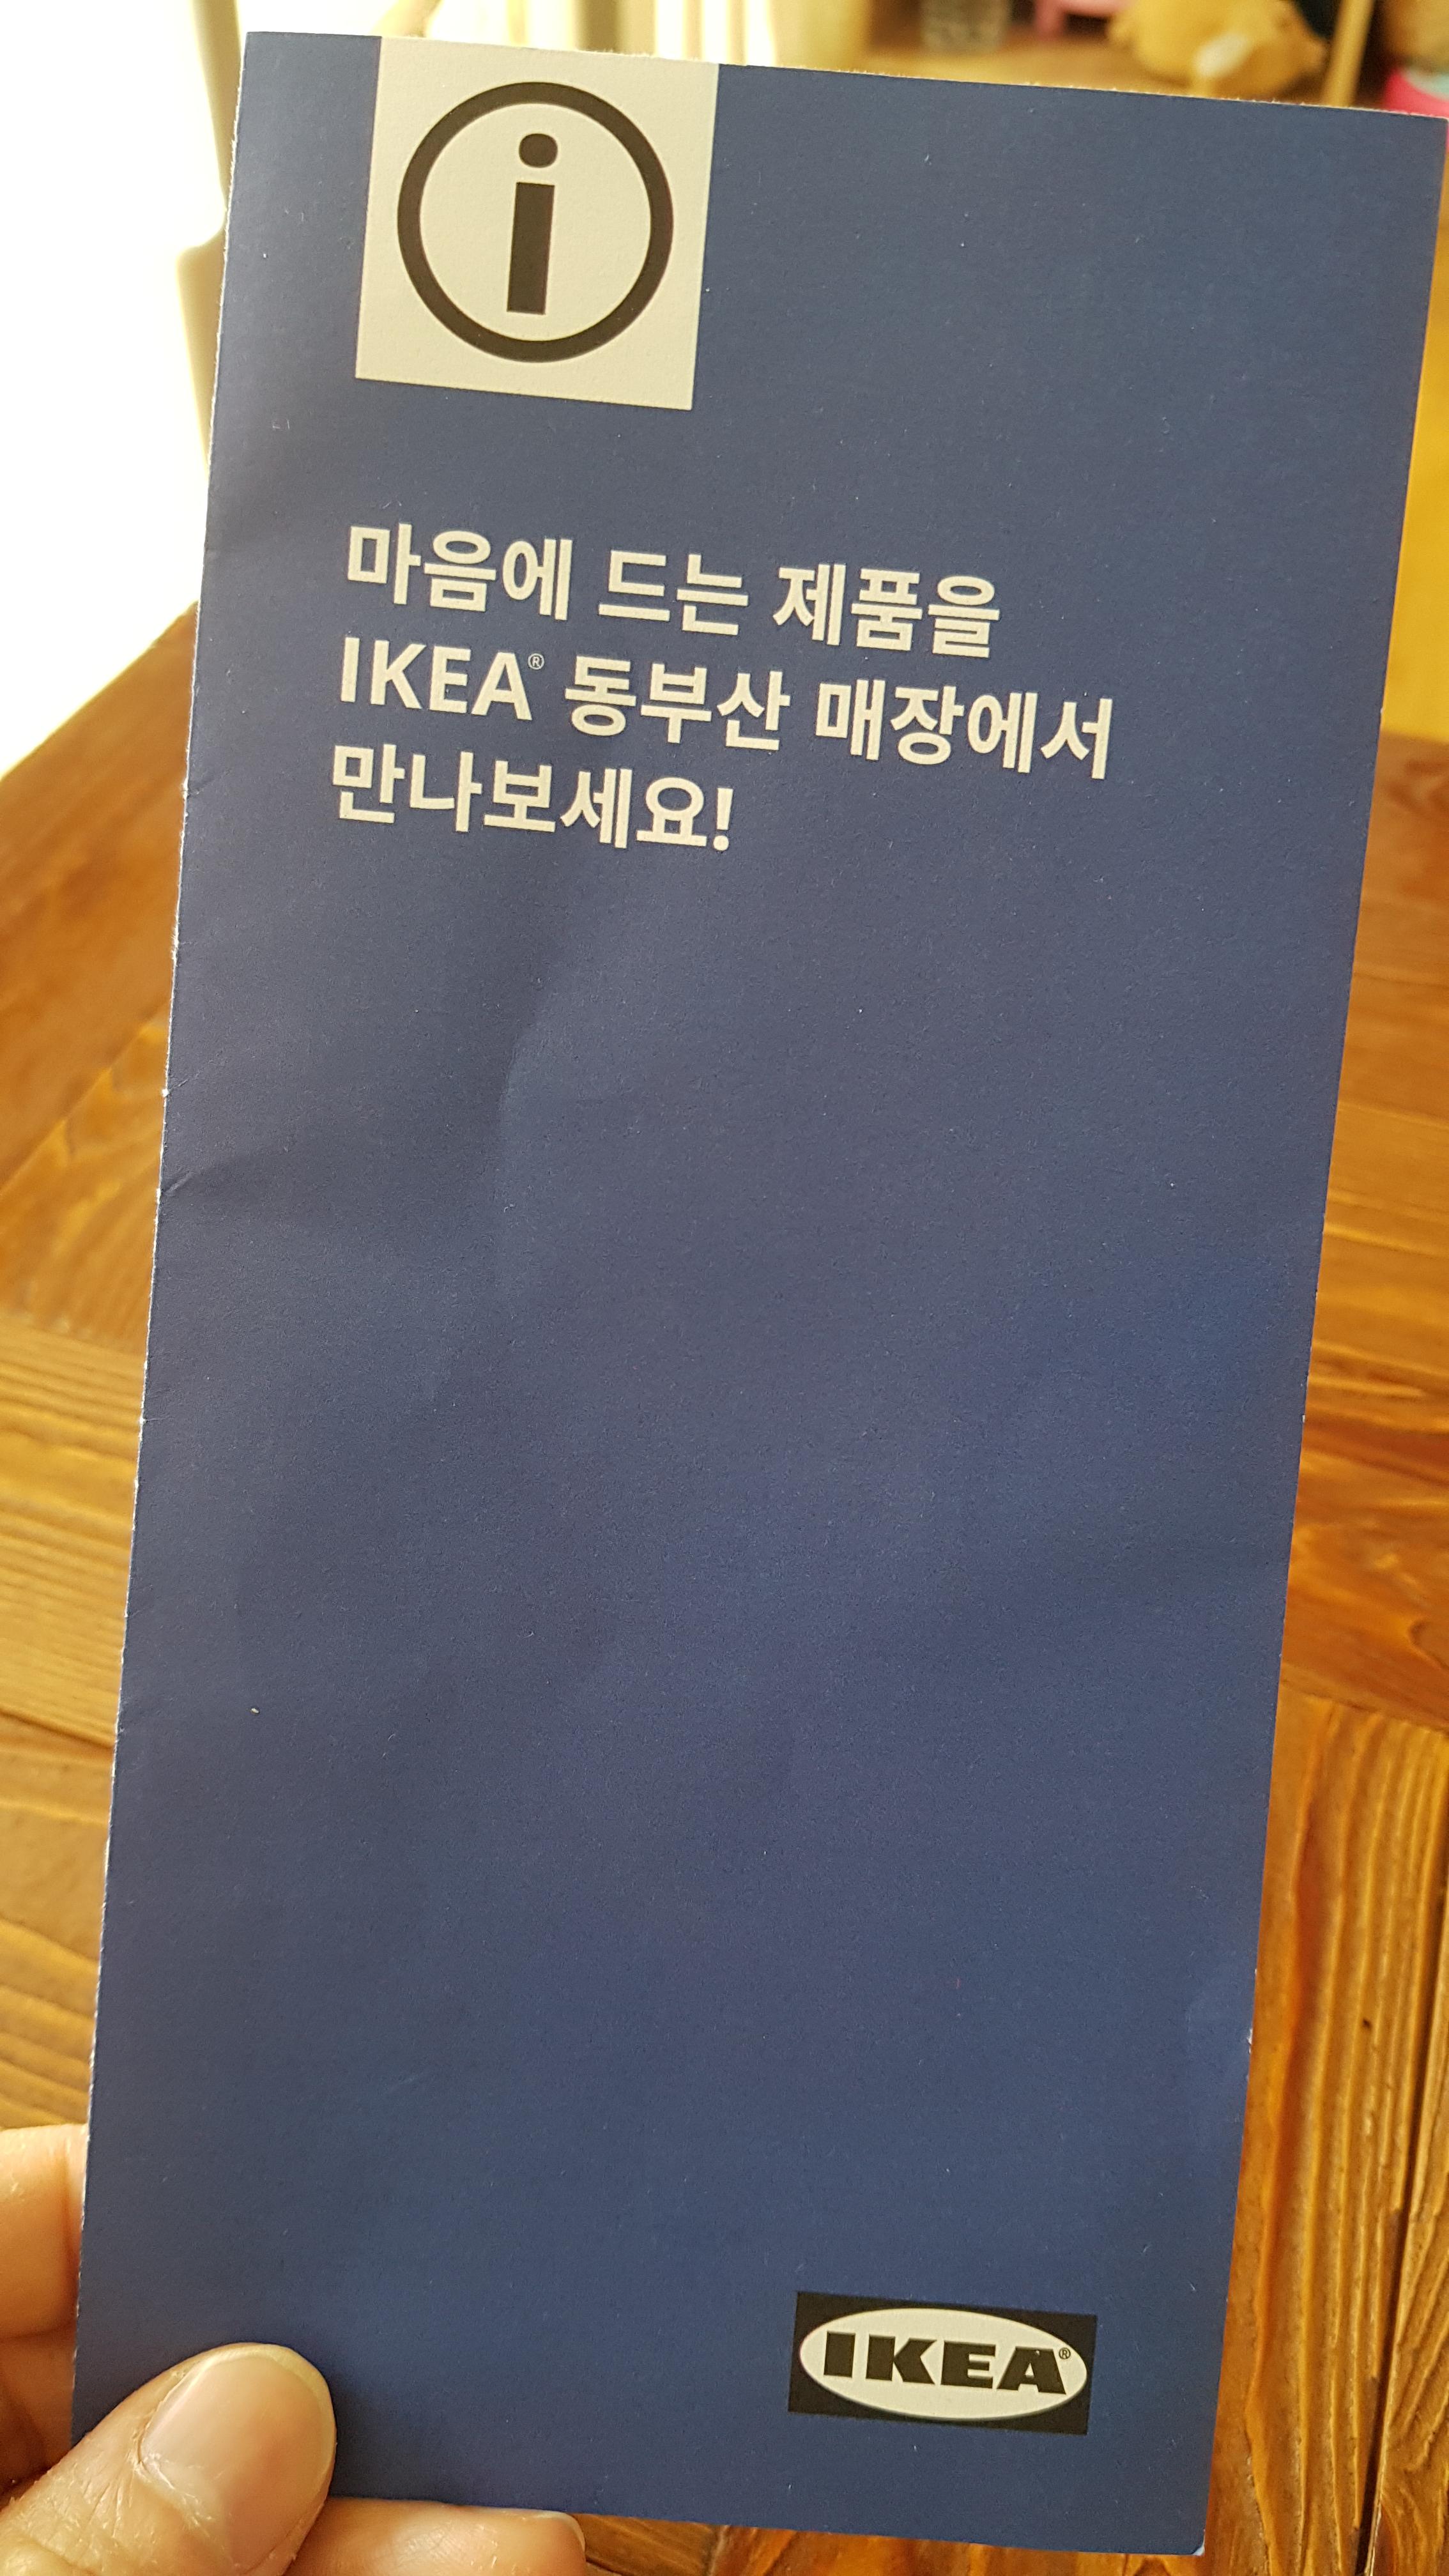 i
마음에 드는 제품을
IKEA® 동부산 매장에서
만나보세요!
IKEA®